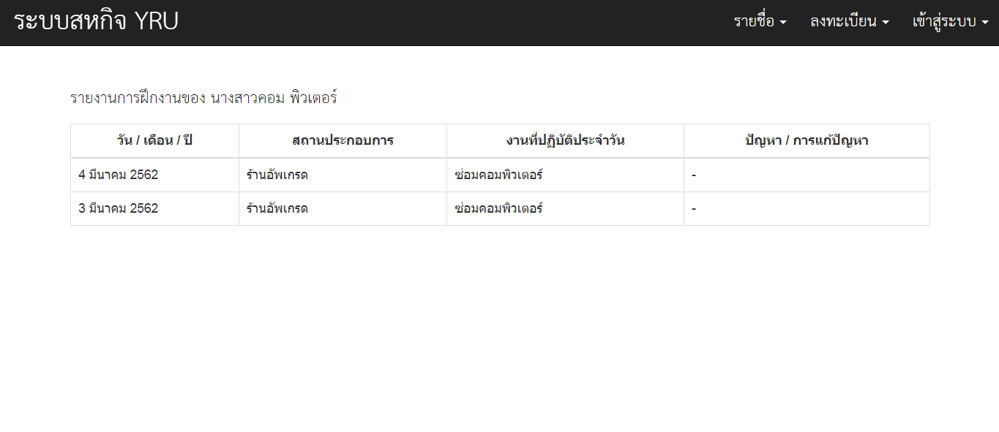 ระบบสหกิจ YRU รายชื่อ ลงทะเบียน เข้าสู่ระบบ
รายงานการฝึกงานของ นางสาวคอม พิวเตอร์
วัน / เดือน / ปี สถานประกอบการ งานที่ปฏิบัติประจำวัน ปัญหา / การแก้ปัญหา
4 มีนาคม 2562 ร้านอัพเกรด ซ่อมคอมพิวเตอร์ -
3 มีนาคม 2562 ร้านอัพเกรด ซ่อมคอมพิวเตอร์ -